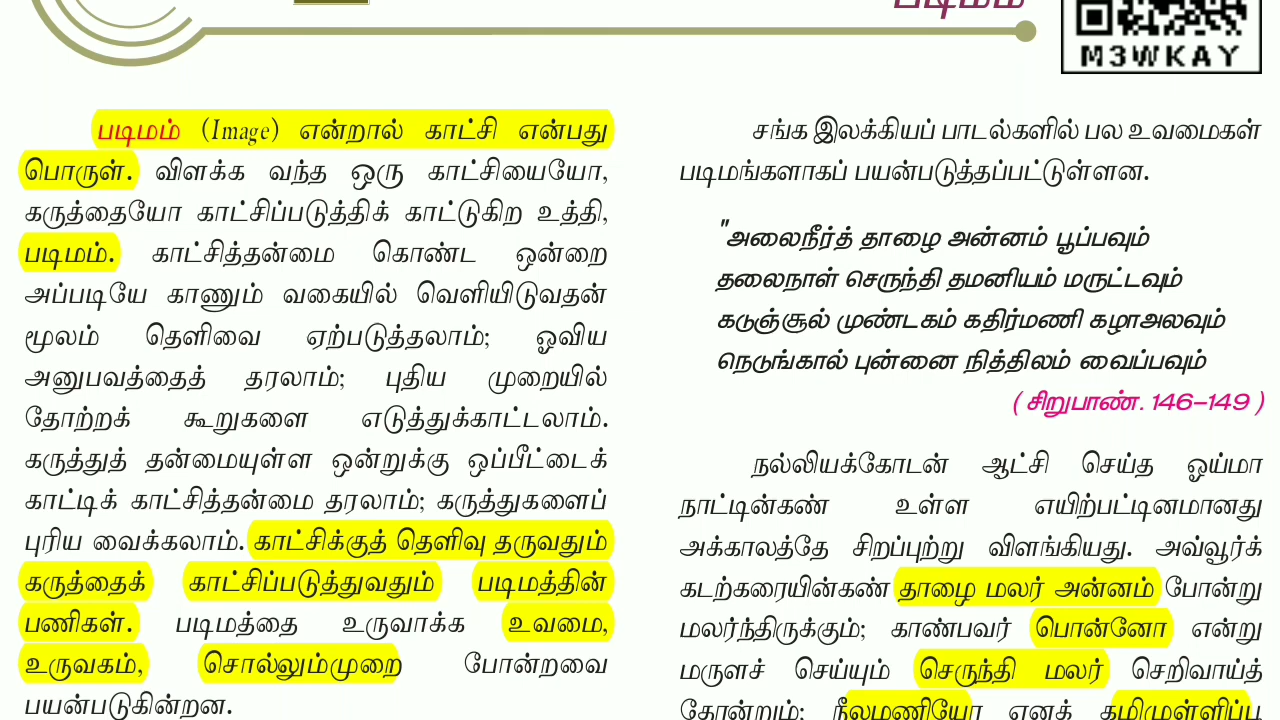 படிமம்
M3WKAY
படிமம் (Image) என்றால் காட்சி என்பது
பொருள். விளக்க வந்த ஒரு காட்சியையோ,
கருத்தையோ காட்சிப்படுத்திக் காட்டுகிற உத்தி,
படிமம். காட்சித்தன்மை கொண்ட ஒன்றை
அப்படியே காணும் வகையில் வெளியிடுவதன்
மூலம் தெளிவை ஏற்படுத்தலாம்; ஓவிய
அனுபவத்தைத் தரலாம்; புதிய முறையில்
தோற்றக் கூறுகளை எடுத்துக்காட்டலாம்.
கருத்துத் தன்மையுள்ள ஒன்றுக்கு ஒப்பீட்டைக்
காட்டிக் காட்சித்தன்மை தரலாம்; கருத்துகளைப்
புரிய வைக்கலாம். காட்சிக்குத் தெளிவு தருவதும்
கருத்தைக் காட்சிப்படுத்துவதும் படிமத்தின்
பணிகள். படிமத்தை உருவாக்க உவமை,
உருவகம், சொல்லும்முறை போன்றவை
பயன்படுகின்றன.
சங்க இலக்கியப் பாடல்களில் பல உவமைகள்
படிமங்களாகப் பயன்படுத்தப்பட்டுள்ளன.
"அலைநீர்த் தாழை அன்னம் பூப்பவும்
தலைநாள் செருந்தி தமனியம் மருட்டவும்
கடுஞ்சூல் முண்டகம் கதிர்மணி கழாஅலவும்
நெடுங்கால் புன்னை நித்திலம் வைப்பவும்
(சிறுபாண். 146-149)
நல்லியக்கோடன் ஆட்சி செய்த ஓய்மா
நாட்டின்கண் உள்ள எயிற்பட்டினமானது
அக்காலத்தே சிறப்புற்று விளங்கியது. அவ்வூர்க்
கடற்கரையின்கண் தாழை மலர் அன்னம் போன்று
மலர்ந்திருக்கும்; காண்பவர் பொன்னோ என்று
மருளச் செய்யும் செருந்தி மலர் செறிவாய்த்
தோன்றும்; நீலமணியோ எனக் கழிமுள்ளிப்பூ